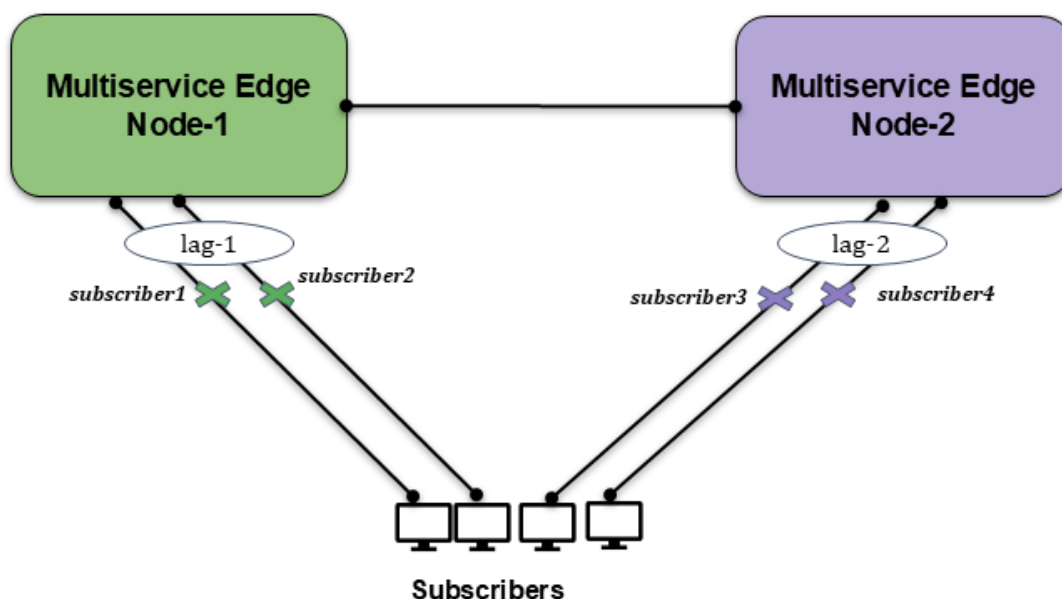 Multiservice Edge
Node-1
Multiservice Edge
Node-2
lag-1
lag-2
subscriber1
subscriber2
subscriber3
subscriber4
Subscribers